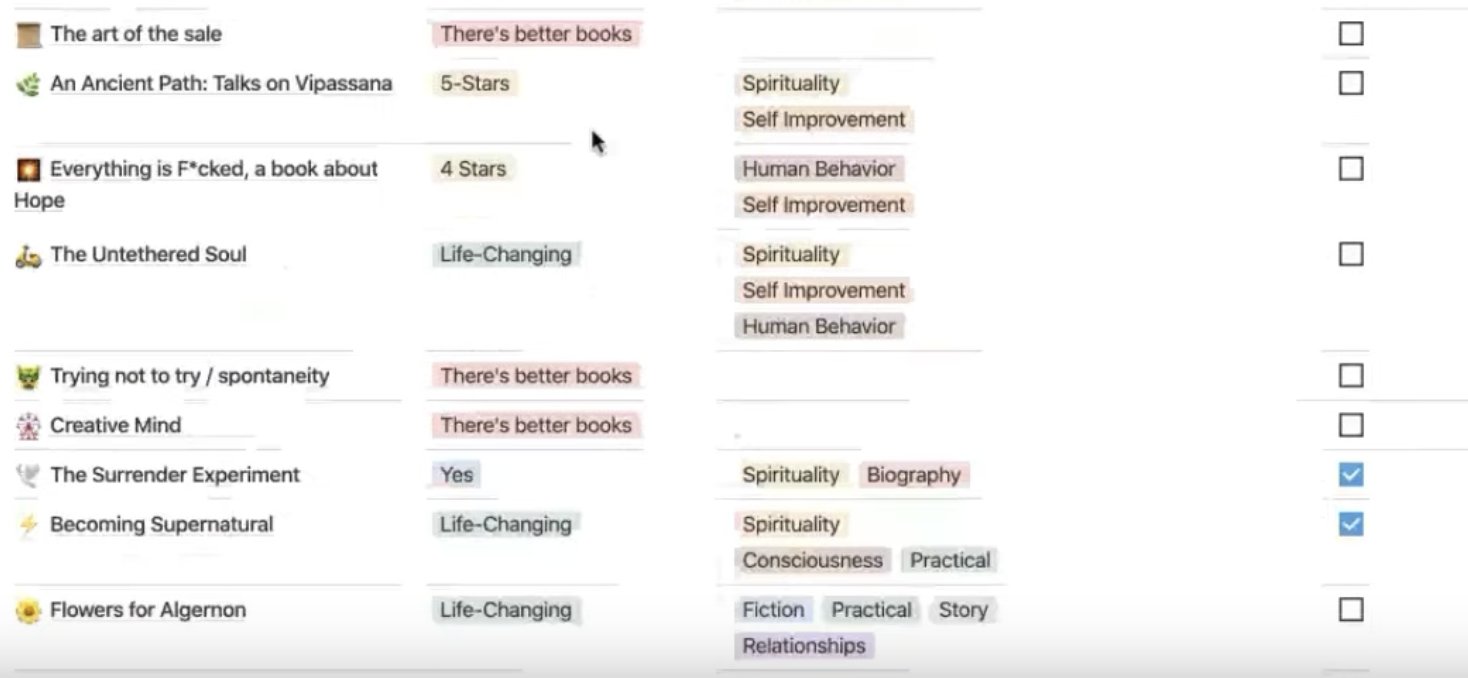 The art of the sale There's better books
An Ancient Path: Talks on Vipassana 5-Stars Spirituality
Self Improvement
Everything is F*cked, a book about 4 Stars Human Behavior
Hope Self Improvement
The Untethered Soul Life-Changing Spirituality
Self Improvement
Human Behavior
Trying not to try / spontaneity There's better books
Creative Mind There's better books
The Surrender Experiment Yes Spirituality Biography
Becoming Supernatural Life-Changing Spirituality
Consciousness Practical
Flowers for Algernon Life-Changing Fiction Practical Story
Relationships